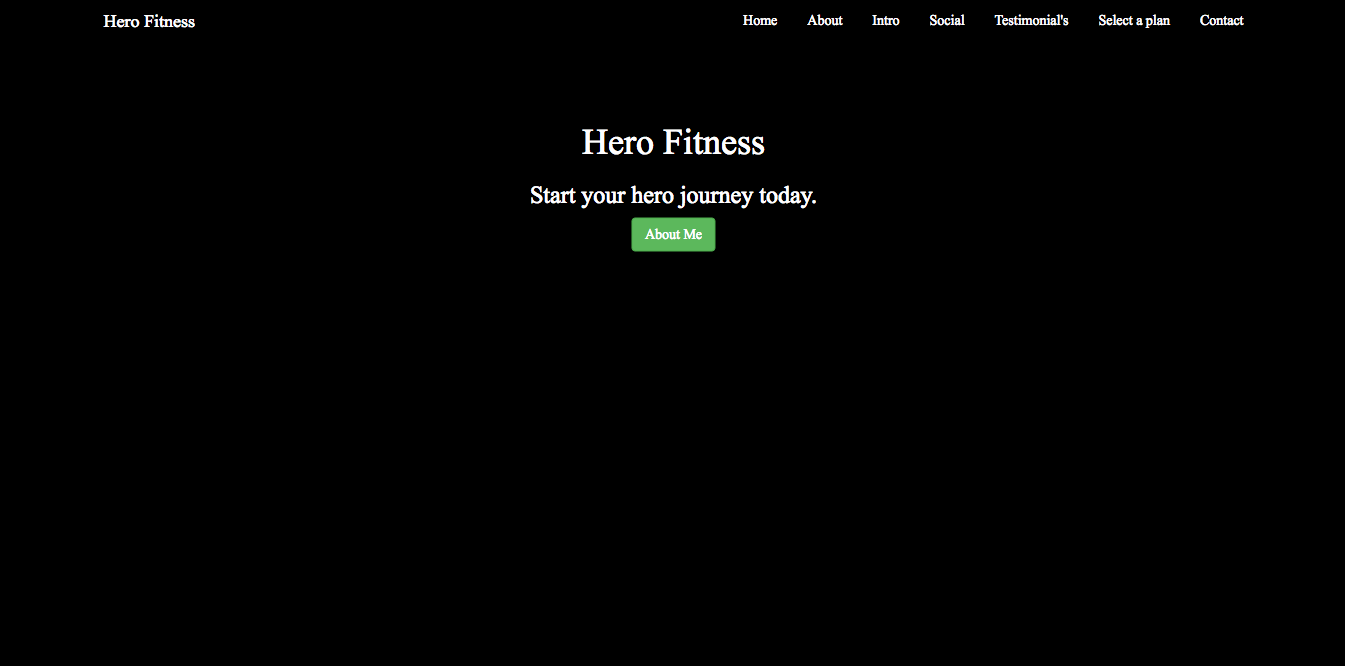 Hero Fitness Home About Intro Social Testimonial's Select a plan Contact
Hero Fitness
Start your hero journey today.
About Me